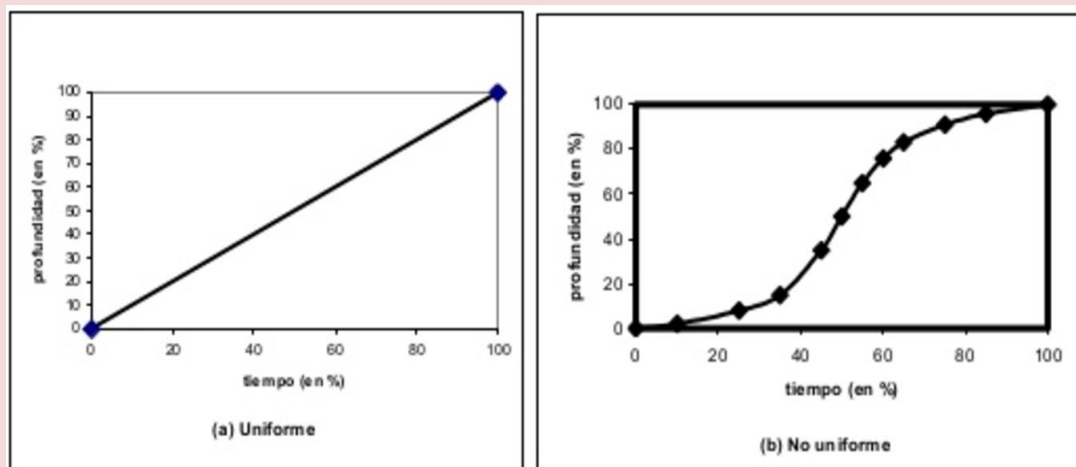 100
90
80
70
60
50
40
30
20
10
0
profundidad (en %)
0 20 40 60 80 100
tiempo (en %)
(a) Uniforme
100
80
60
40
20
0
profundidad (en %)
0 20 40 60 80 100
tiempo (en %)
(b) No uniforme